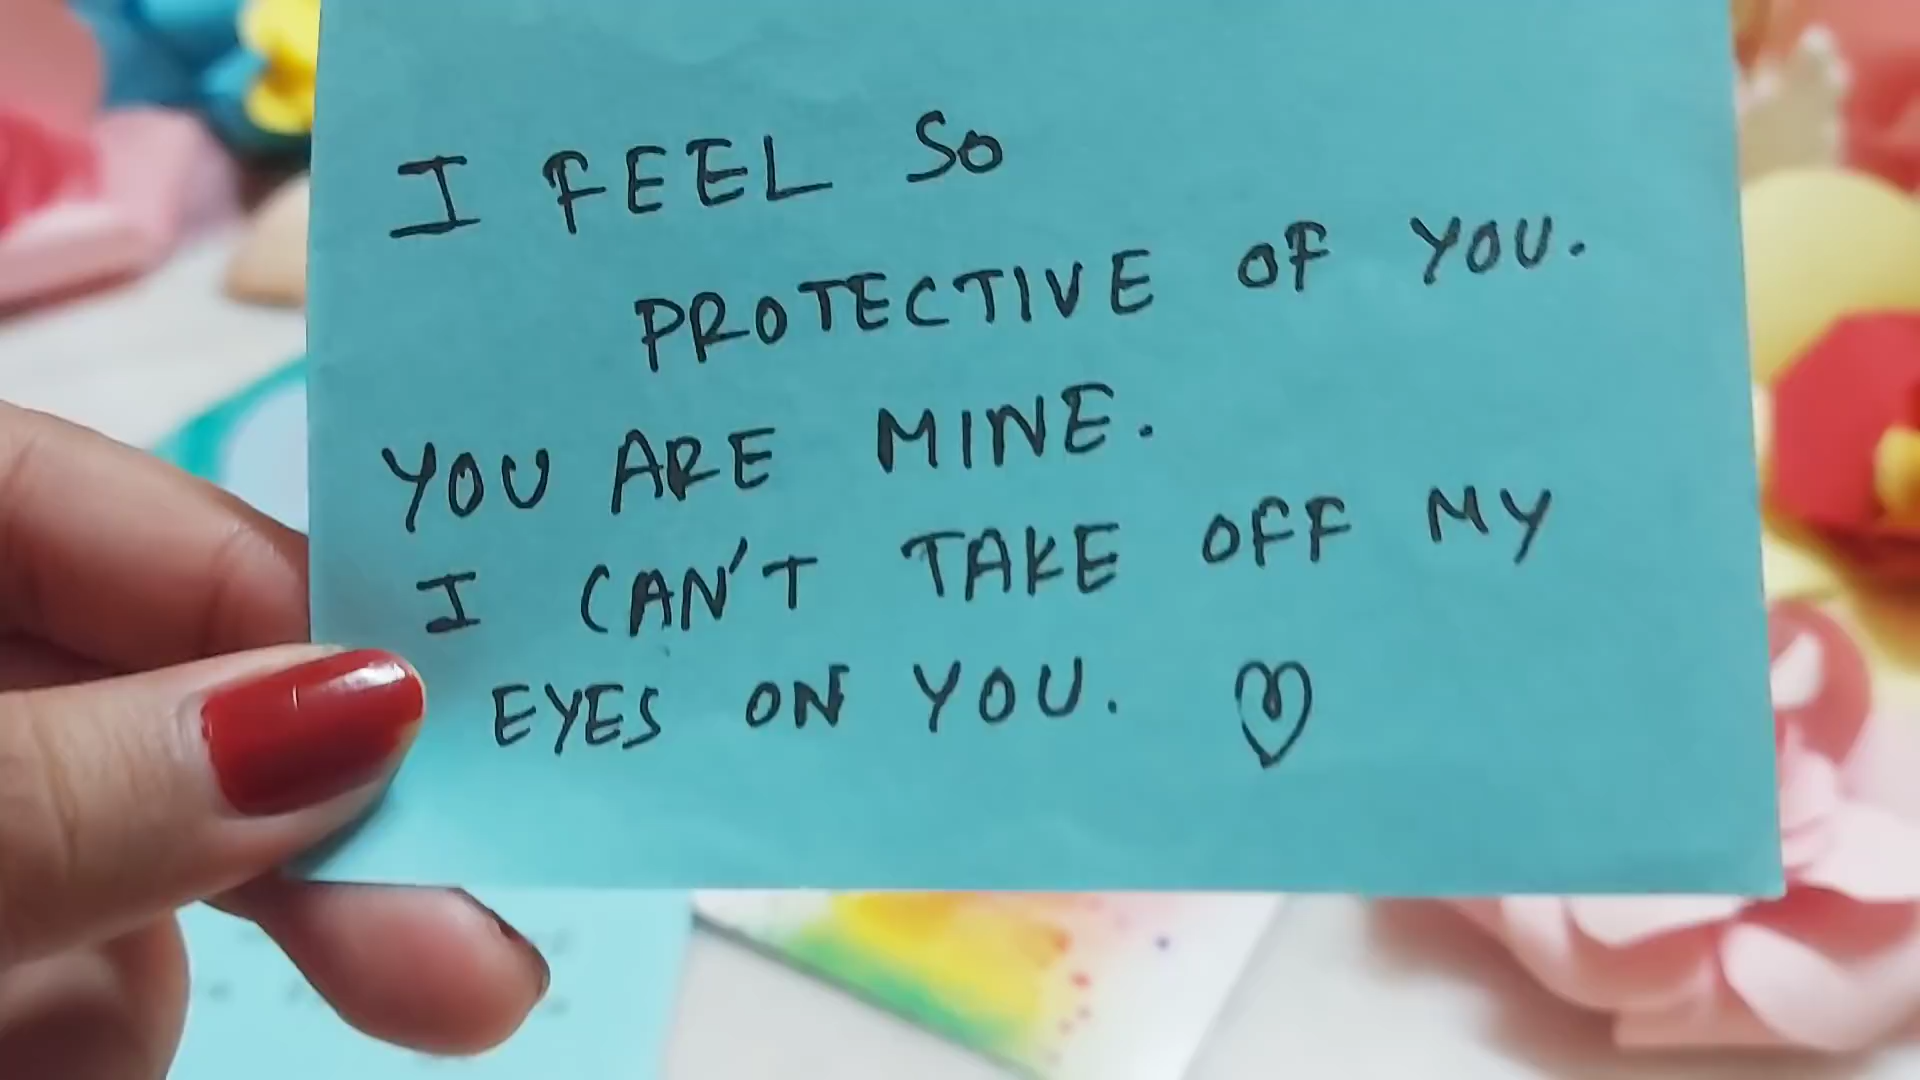 I FEEL SO
PROTECTIVE OF YOU.
YOU ARE MINE.
I CAN'T TAKE OFF MY
EYES ON YOU. ♡